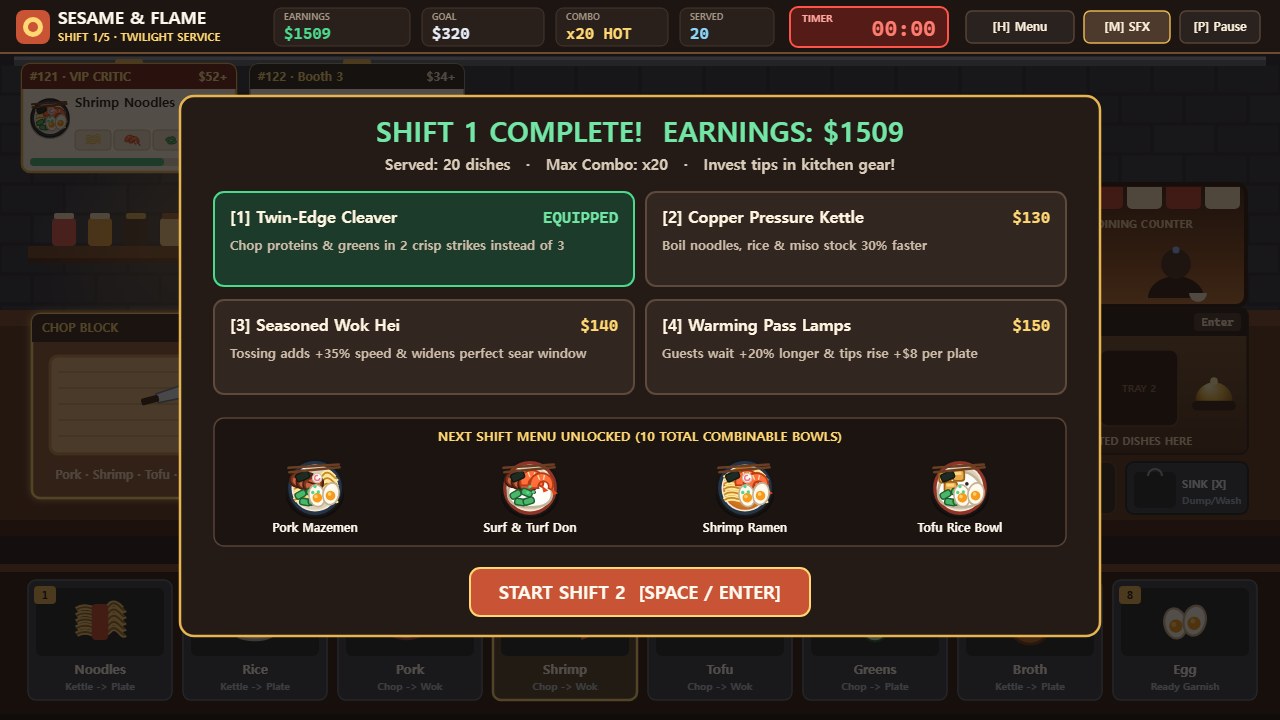 SESAME & FLAME
SHIFT 1/5 · TWILIGHT SERVICE
EARNINGS
$1509
GOAL
$320
COMBO
x20 HOT
SERVED
20
TIMER
00:00
[H] Menu
[M] SFX
[P] Pause
#121 · VIP CRITIC
$52+
#122 · Booth 3
$34+
Shrimp Noodles
SHIFT 1 COMPLETE! EARNINGS: $1509
Served: 20 dishes · Max Combo: x20 · Invest tips in kitchen gear!
[1] Twin-Edge Cleaver
EQUIPPED
Chop proteins & greens in 2 crisp strikes instead of 3
[2] Copper Pressure Kettle
$130
Boil noodles, rice & miso stock 30% faster
[3] Seasoned Wok Hei
$140
Tossing adds +35% speed & widens perfect sear window
[4] Warming Pass Lamps
$150
Guests wait +20% longer & tips rise +$8 per plate
NEXT SHIFT MENU UNLOCKED (10 TOTAL COMBINABLE BOWLS)
Pork Mazemen
Surf & Turf Don
Shrimp Ramen
Tofu Rice Bowl
START SHIFT 2 [SPACE / ENTER]
DINING COUNTER
CHOP BLOCK
Enter
TRAY 2
TED DISHES HERE
Pork · Shrimp · Tofu ·
SINK [X]
Dump/Wash
1
8
Noodles
Kettle -> Plate
Rice
Kettle -> Plate
Pork
Chop -> Wok
Shrimp
Chop -> Wok
Tofu
Chop -> Wok
Greens
Chop -> Plate
Broth
Kettle -> Plate
Egg
Ready Garnish